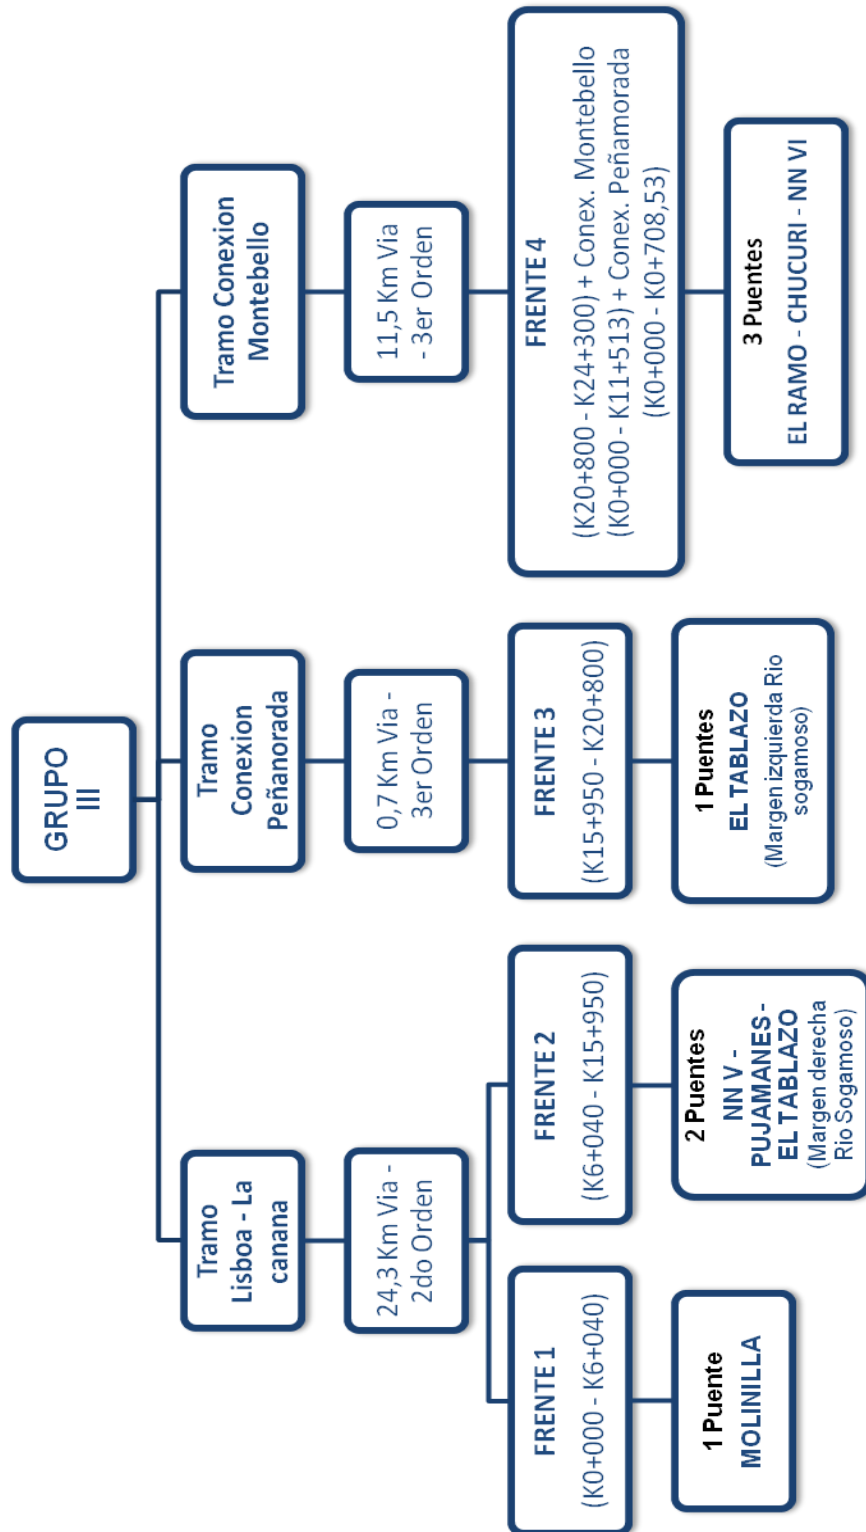 GRUPO
III
Tramo
Lisboa - La
canana
Tramo
Conexion
Peñanorada
Tramo Conexion
Montebello
24,3 Km Via -
2do Orden
0,7 Km Via -
3er Orden
11,5 Km Via
- 3er Orden
FRENTE 1
(K0+000 - K6+040)
FRENTE 2
(K6+040 - K15+950)
FRENTE 3
(K15+950 - K20+800)
FRENTE 4
(K20+800 - K24+300) + Conex. Montebello
(K0+000 - K11+513) + Conex. Peñamorada
(K0+000 - K0+708,53)
1 Puente
MOLINILLA
2 Puentes
NN V -
PUJAMANES -
EL TABLAZO
(Margen derecha
Rio Sogamoso)
1 Puentes
EL TABLAZO
(Margen izquierda Rio
sogamoso)
3 Puentes
EL RAMO - CHUCURI - NN VI